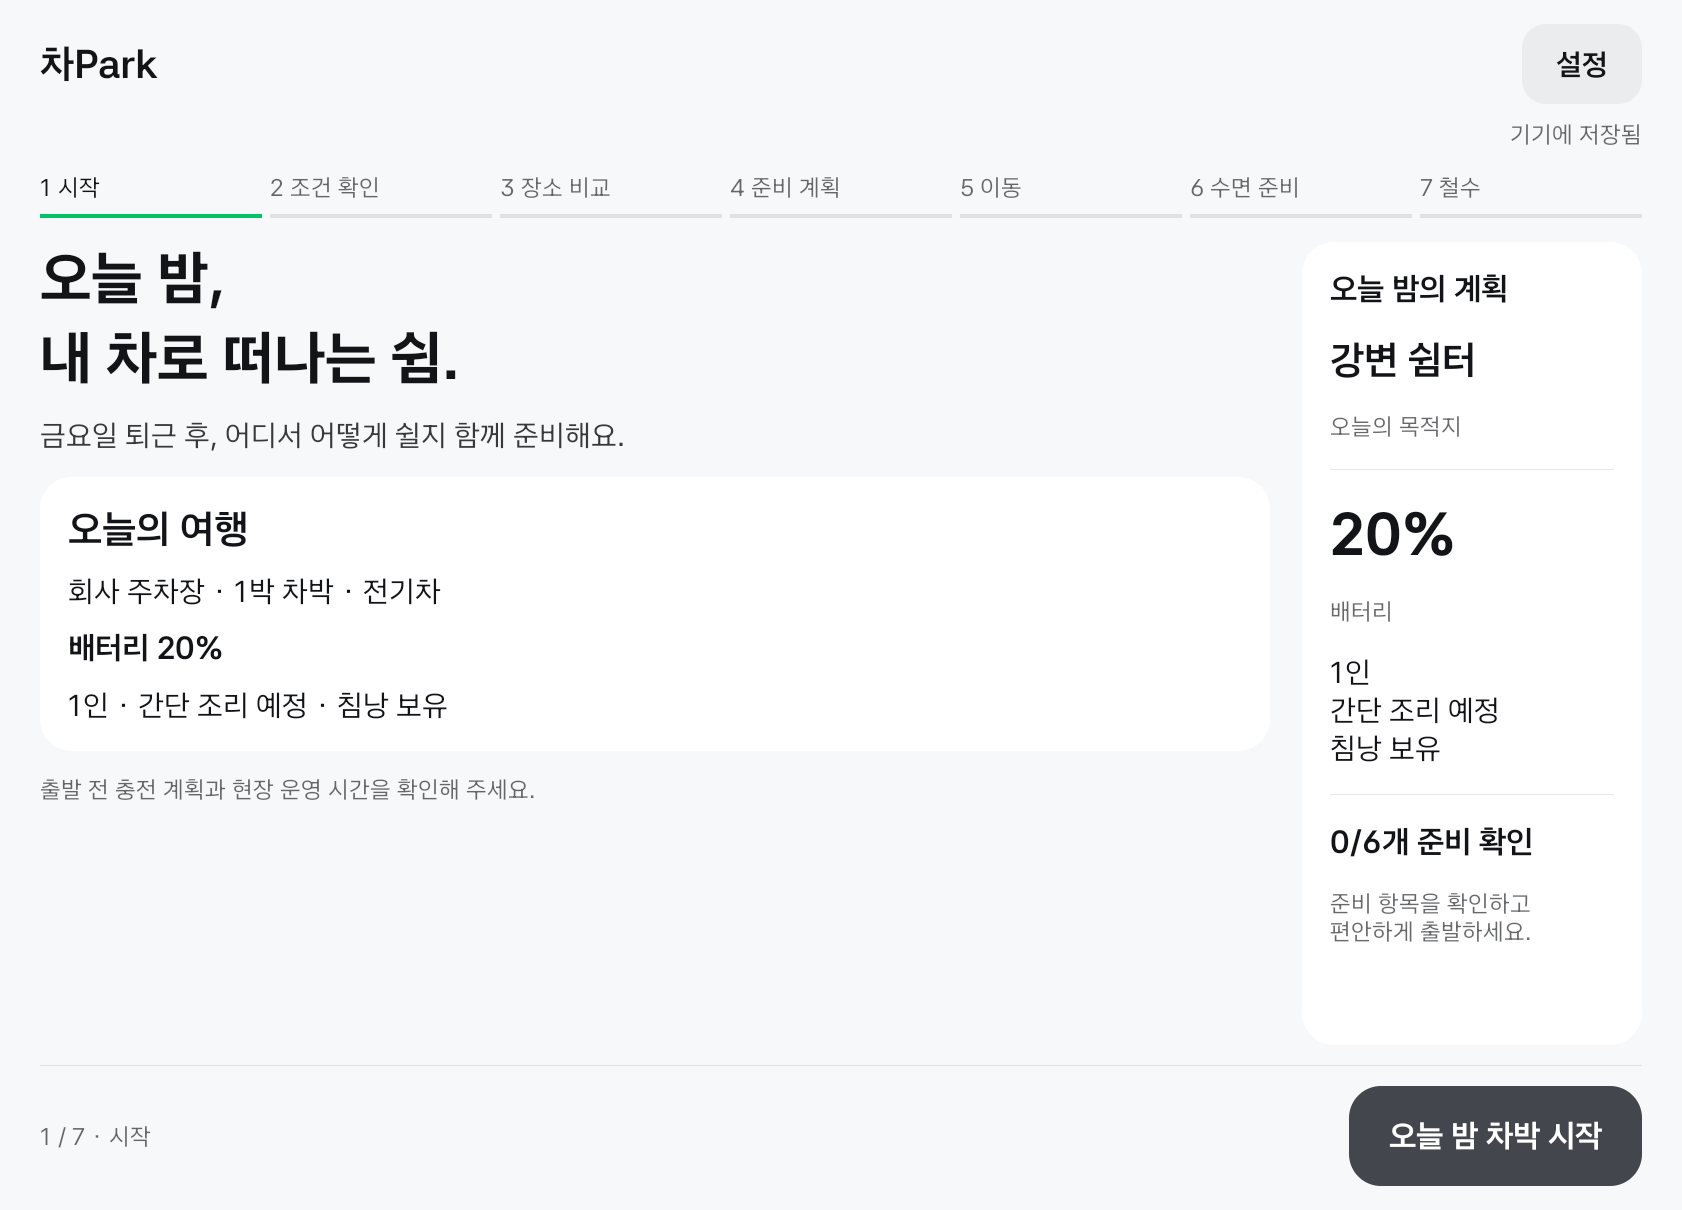 차Park
설정
기기에 저장됨
1 시작
2 조건 확인
3 장소 비교
4 준비 계획
5 이동
6 수면 준비
7 철수
오늘 밤,
내 차로 떠나는 쉼.
금요일 퇴근 후, 어디서 어떻게 쉴지 함께 준비해요.
오늘의 여행
회사 주차장 · 1박 차박 · 전기차
배터리 20%
1인 · 간단 조리 예정 · 침낭 보유
출발 전 충전 계획과 현장 운영 시간을 확인해 주세요.
오늘 밤의 계획
강변 쉼터
오늘의 목적지
20%
배터리
1인
간단 조리 예정
침낭 보유
0/6개 준비 확인
준비 항목을 확인하고
편안하게 출발하세요.
1 / 7 · 시작
오늘 밤 차박 시작